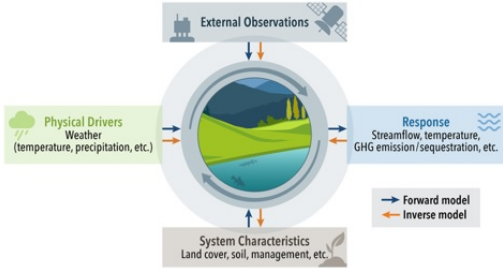 External Observations
Physical Drivers
Weather
(temperature, precipitation, etc.)
Response
Streamflow, temperature,
GHG emission/sequestration, etc.
Forward model
Inverse model
System Characteristics
Land cover, soil, management, etc.